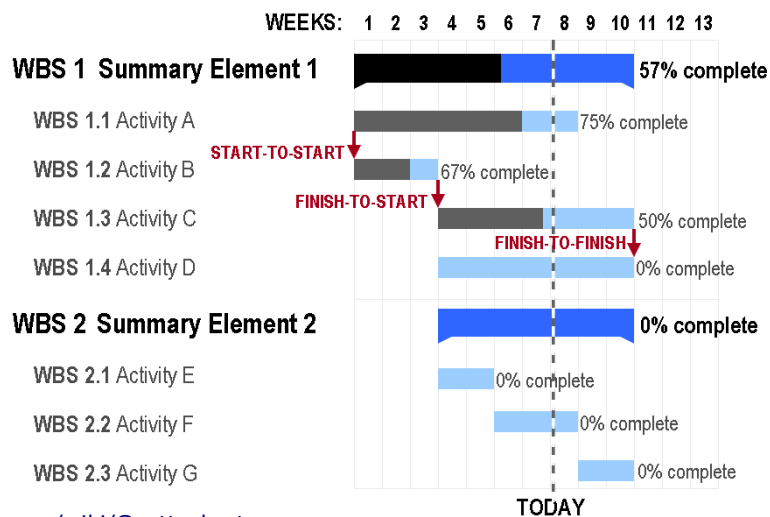 WEEKS: 1 2 3 4 5 6 7 8 9 10 11 12 13
WBS 1 Summary Element 1 57% complete
WBS 1.1 Activity A 75% complete
START-TO-START
WBS 1.2 Activity B 67% complete
FINISH-TO-START
WBS 1.3 Activity C 50% complete
FINISH-TO-FINISH
WBS 1.4 Activity D 0% complete
WBS 2 Summary Element 2 0% complete
WBS 2.1 Activity E 0% complete
WBS 2.2 Activity F 0% complete
WBS 2.3 Activity G 0% complete
TODAY